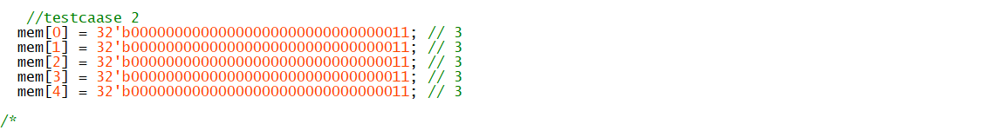 //testcaase 2
mem[0] = 32'b00000000000000000000000000000011; // 3
mem[1] = 32'b00000000000000000000000000000011; // 3
mem[2] = 32'b00000000000000000000000000000011; // 3
mem[3] = 32'b00000000000000000000000000000011; // 3
mem[4] = 32'b00000000000000000000000000000011; // 3
/*